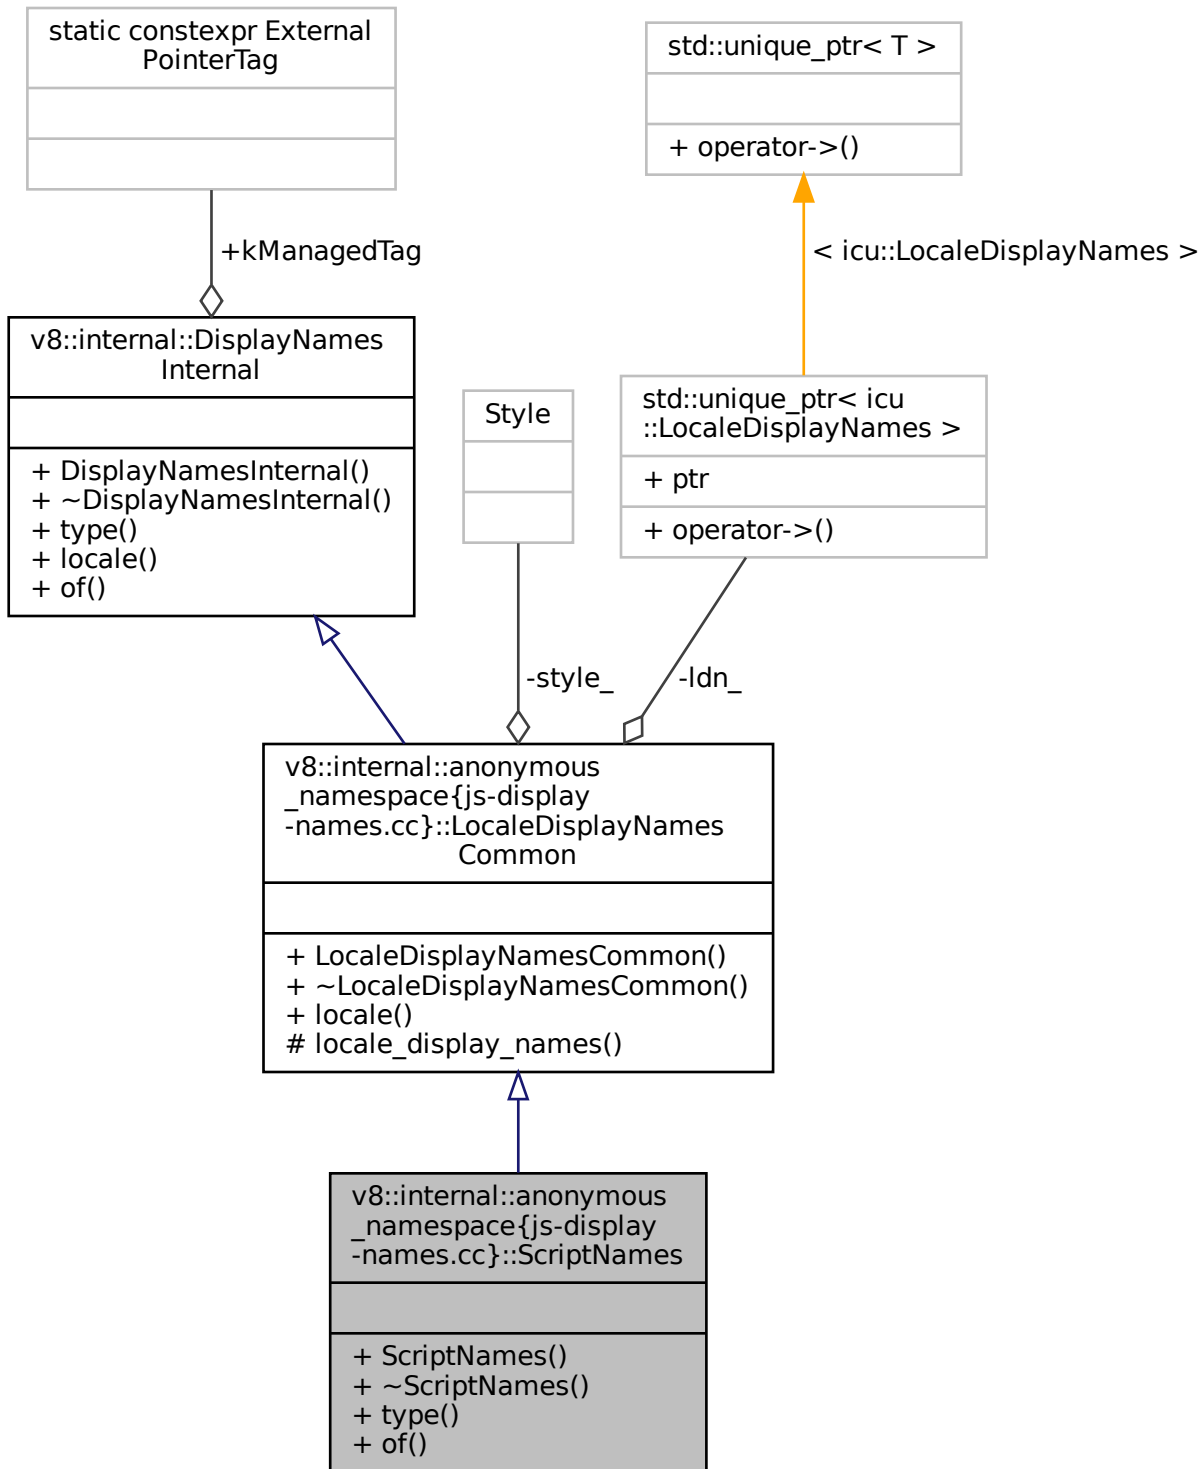 static constexpr External
PointerTag
std::unique_ptr< T >
+ operator->()
+kManagedTag
< icu::LocaleDisplayNames >
v8::internal::DisplayNames
Internal
+ DisplayNamesInternal()
+ ~DisplayNamesInternal()
+ type()
+ locale()
+ of()
Style
std::unique_ptr< icu
::LocaleDisplayNames >
+ ptr
+ operator->()
-style_
-ldn_
v8::internal::anonymous
_namespace{js-display
-names.cc}::LocaleDisplayNames
Common
+ LocaleDisplayNamesCommon()
+ ~LocaleDisplayNamesCommon()
+ locale()
# locale_display_names()
v8::internal::anonymous
_namespace{js-display
-names.cc}::ScriptNames
+ ScriptNames()
+ ~ScriptNames()
+ type()
+ of()